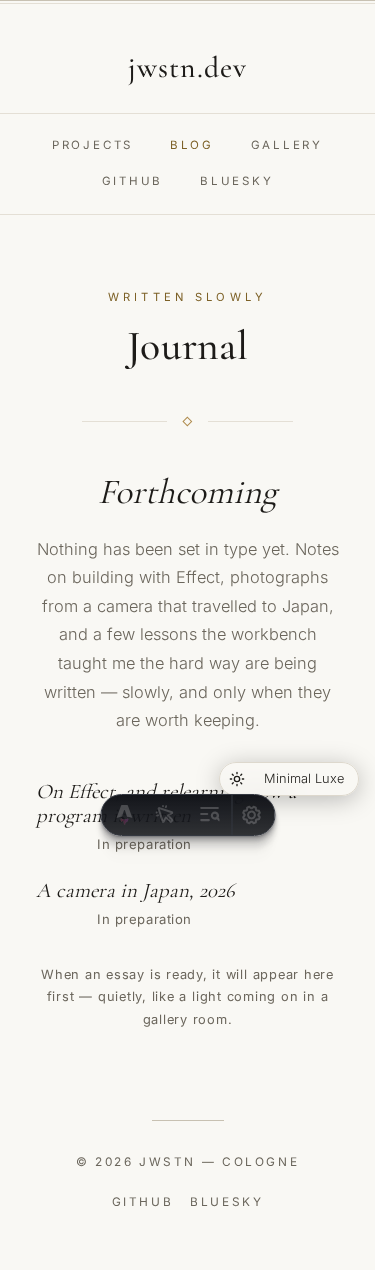 jwstn.dev
PROJECTS BLOG GALLERY
GITHUB BLUESKY
WRITTEN SLOWLY
Journal
Forthcoming
Nothing has been set in type yet. Notes
on building with Effect, photographs
from a camera that travelled to Japan,
and a few lessons the workbench
taught me the hard way are being
written — slowly, and only when they
are worth keeping.
Minimal Luxe
On Effect, and
In preparation
A camera in Japan, 2026
In preparation
When an essay is ready, it will appear here
first — quietly, like a light coming on in a
gallery room.
© 2026 JWSTN — COLOGNE
GITHUB BLUESKY